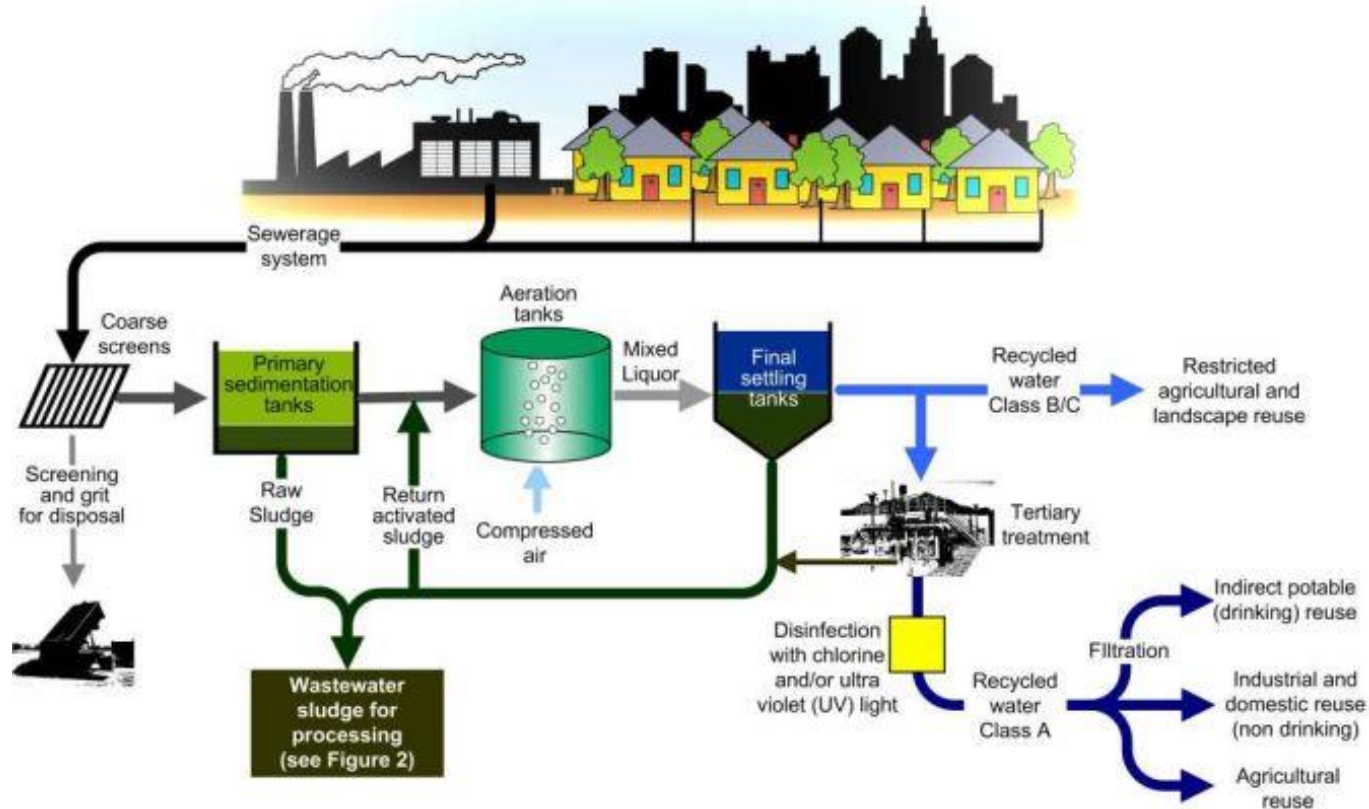 Sewerage
system
Coarse
screens
Primary
sedimentation
tanks
Aeration
tanks
Mixed
Liquor
Final
settling
tanks
Recycled
water
Class B/C
Restricted
agricultural and
landscape reuse
Screening
and grit
for disposal
Raw
Sludge
Return
activated
sludge
Compressed
air
Tertiary
treatment
Wastewater
sludge for
processing
(see Figure 2)
Disinfection
with chlorine
and/or ultra
violet (UV) light
Recycled
water
Class A
FIltration
Indirect potable
(drinking) reuse
Industrial and
domestic reuse
(non drinking)
Agricultural
reuse